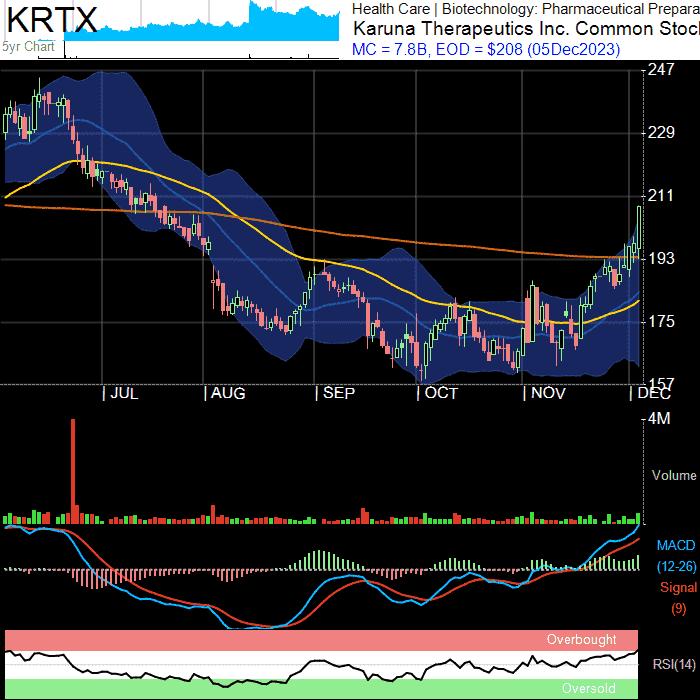 KRTX
5yr Chart
Health Care | Biotechnology: Pharmaceutical Prepara
Karuna Therapeutics Inc. Common Stoc
MC = 7.8B, EOD = $208 (05Dec2023)
247
229
211
193
175
157
| JUL | AUG | SEP | OCT | NOV | DEC
4M
Volume
MACD
(12-26)
Signal
(9)
Overbought
RSI(14)
Oversold